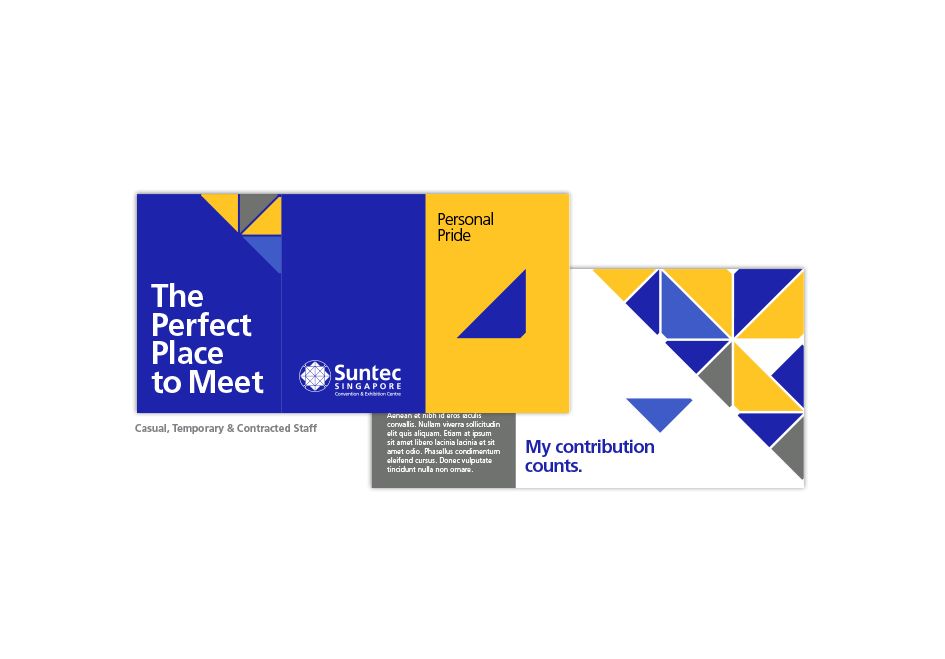 The
Perfect
Place
to Meet
Suntec
SINGAPORE
Convention & Exhibition Centre
Personal
Pride
Casual, Temporary & Contracted Staff
Aenean et nibh id eros iaculis
convallis. Nullam viverra sollicitudin
elit quis aliquam. Etiam at ipsum
sit amet libero lacinia lacinia et sit
amet odio. Phasellus condimentum
eleifend cursus. Donec vulputate
tincidunt nulla non ornare.
My contribution
counts.